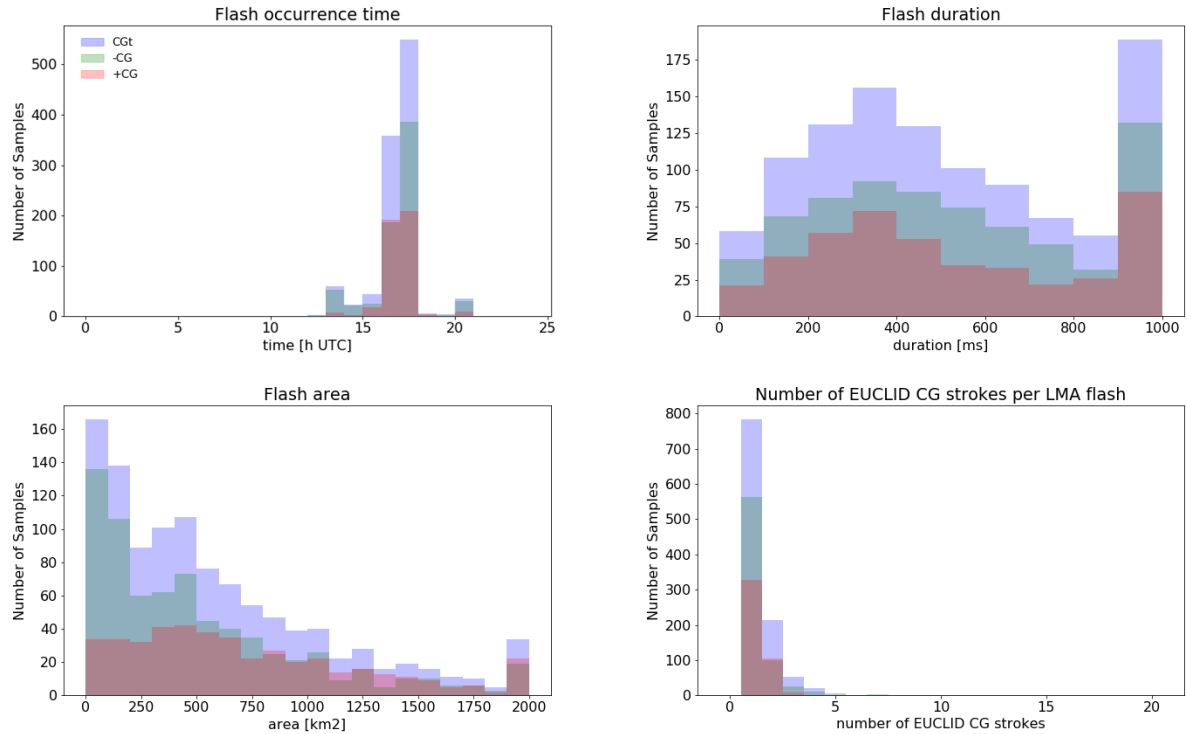 Flash occurrence time
CGt
-CG
+CG
Number of Samples
500
400
300
200
100
0
0 5 10 15 20 25
time [h UTC]
Flash duration
Number of Samples
175
150
125
100
75
50
25
0
0 200 400 600 800 1000
duration [ms]
Flash area
Number of Samples
160
140
120
100
80
60
40
20
0
0 250 500 750 1000 1250 1500 1750 2000
area [km2]
Number of EUCLID CG strokes per LMA flash
Number of Samples
800
700
600
500
400
300
200
100
0
0 5 10 15 20
number of EUCLID CG strokes